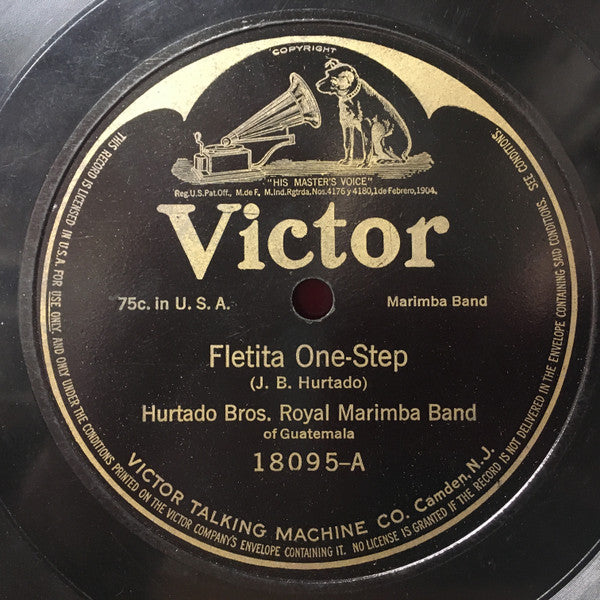 COPYRIGHT
"HIS MASTER'S VOICE"
Reg.U.S.Pat.Off., M.de F., M.Ind.Rgtrda.Nos.4176 y 4180,1 de Febrero,1904,
Victor
75c. in U. S. A.
Marimba Band
Fletita One-Step
(J. B. Hurtado)
Hurtado Bros. Royal Marimba Band
of Guatemala
18095-A
VICTOR TALKING MACHINE CO. Camden, N. J.
THIS RECORD IS LICENSED IN U.S.A. FOR USE ONLY, AND ONLY UNDER THE CONDITIONS PRINTED ON THE VICTOR COMPANY'S ENVELOPE CONTAINING IT. NO LICENSE IS GRANTED IF THE RECORD IS NOT DELIVERED IN THE ENVELOPE CONTAINING SAID CONDITIONS. SEE CONDITIONS.